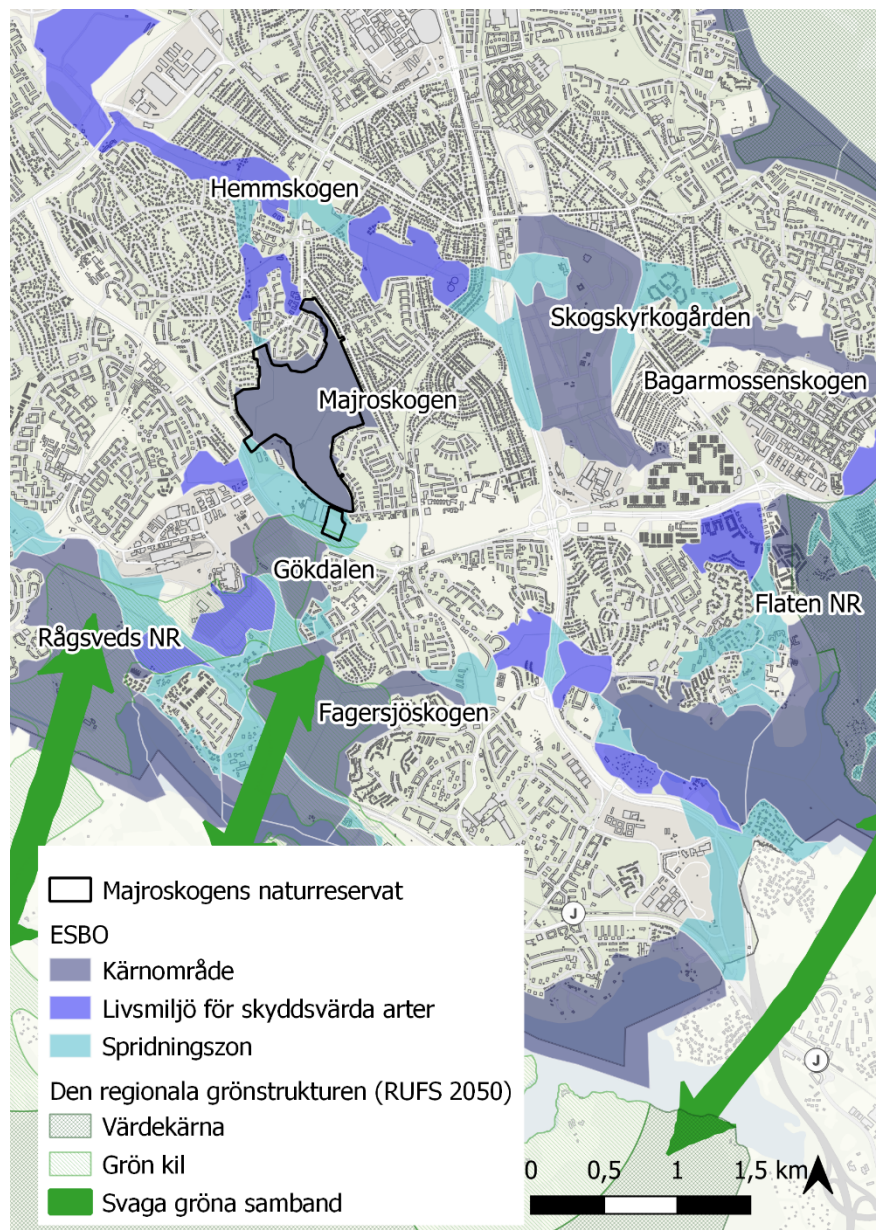 Hemmskogen
Skogskyrkogården
Bagarmossenskogen
Majroskogen
Gökdalen
Flaten NR
Rågsveds NR
Fagersjöskogen
Majroskogens naturreservat
ESBO
Kärnområde
Livsmiljö för skyddsvärda arter
Spridningszon
Den regionala grönstrukturen (RUFS 2050)
Värdekärna
Grön kil
Svaga gröna samband
J
J
0 0,5 1 1,5 km